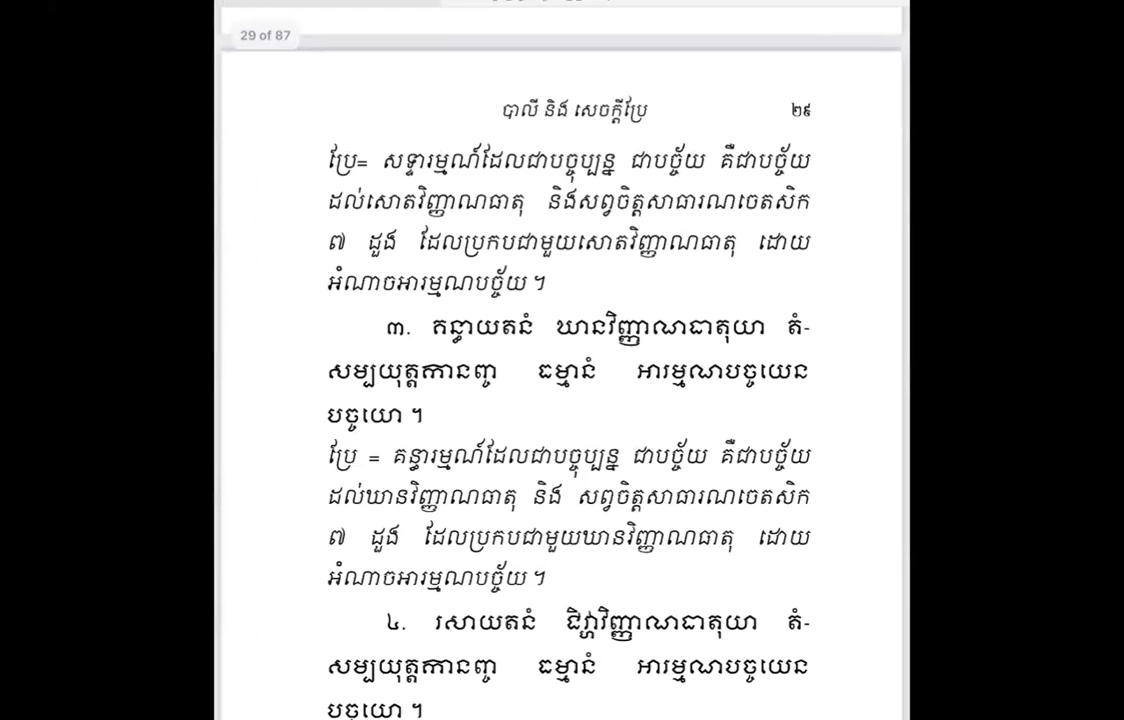 29 of 87
បាលី និង សេចក្តីប្រែ ២៩
ប្រែ= សទ្ទារម្មណ៍ដែលជាបច្ចុប្បន្ន ជាបច្ច័យ គឺជាបច្ច័យ
ដល់សោតវិញ្ញាណធាតុ និងសព្វចិត្តសាធារណចេតសិក
៧ ដួង ដែលប្រកបជាមួយសោតវិញ្ញាណធាតុ ដោយ
អំណាចអារម្មណបច្ច័យ ។
៣. គន្ធាយតនំ ឃានវិញ្ញាណធាតុយា តំ-
សម្បយុត្តកានញ្ច ធម្មានំ អារម្មណបច្ចយេន
បច្ចយោ ។
ប្រែ = គន្ធារម្មណ៍ដែលជាបច្ចុប្បន្ន ជាបច្ច័យ គឺជាបច្ច័យ
ដល់ឃានវិញ្ញាណធាតុ និង សព្វចិត្តសាធារណចេតសិក
៧ ដួង ដែលប្រកបជាមួយឃានវិញ្ញាណធាតុ ដោយ
អំណាចអារម្មណបច្ច័យ ។
៤. រសាយតនំ ជិវ្ហាវិញ្ញាណធាតុយា តំ-
សម្បយុត្តកានញ្ច ធម្មានំ អារម្មណបច្ចយេន
បច្ចយោ ។